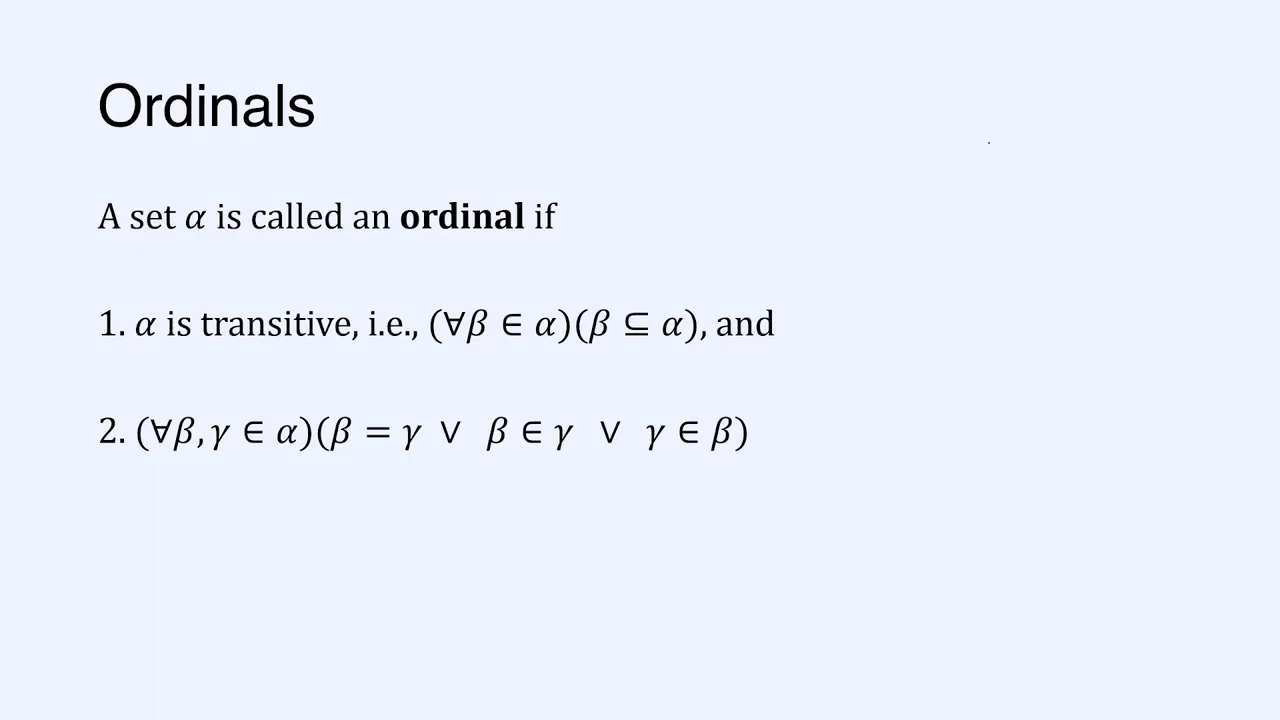 Ordinals
A set 𝛼 is called an ordinal if
1. 𝛼 is transitive, i.e., (∀𝛽 ∈ 𝛼)(𝛽 ⊆ 𝛼), and
2. (∀𝛽, 𝛾 ∈ 𝛼)(𝛽 = 𝛾 ∨ 𝛽 ∈ 𝛾 ∨ 𝛾 ∈ 𝛽)